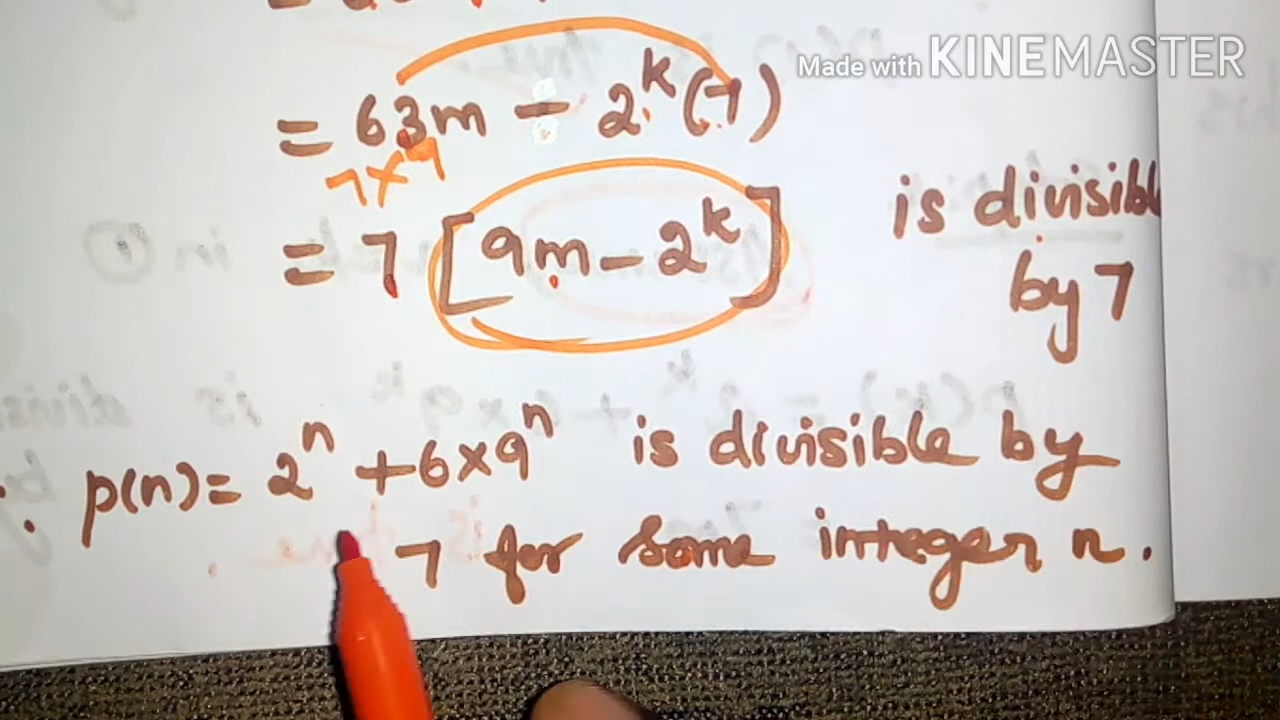 Made with KINEMASTER
= 63m - 2^k (7)
7×9
= 7 [9m - 2^k] is divisibl
by 7
p(n) = 2^n + 6×9^n is divisible by
7 for some integer n.